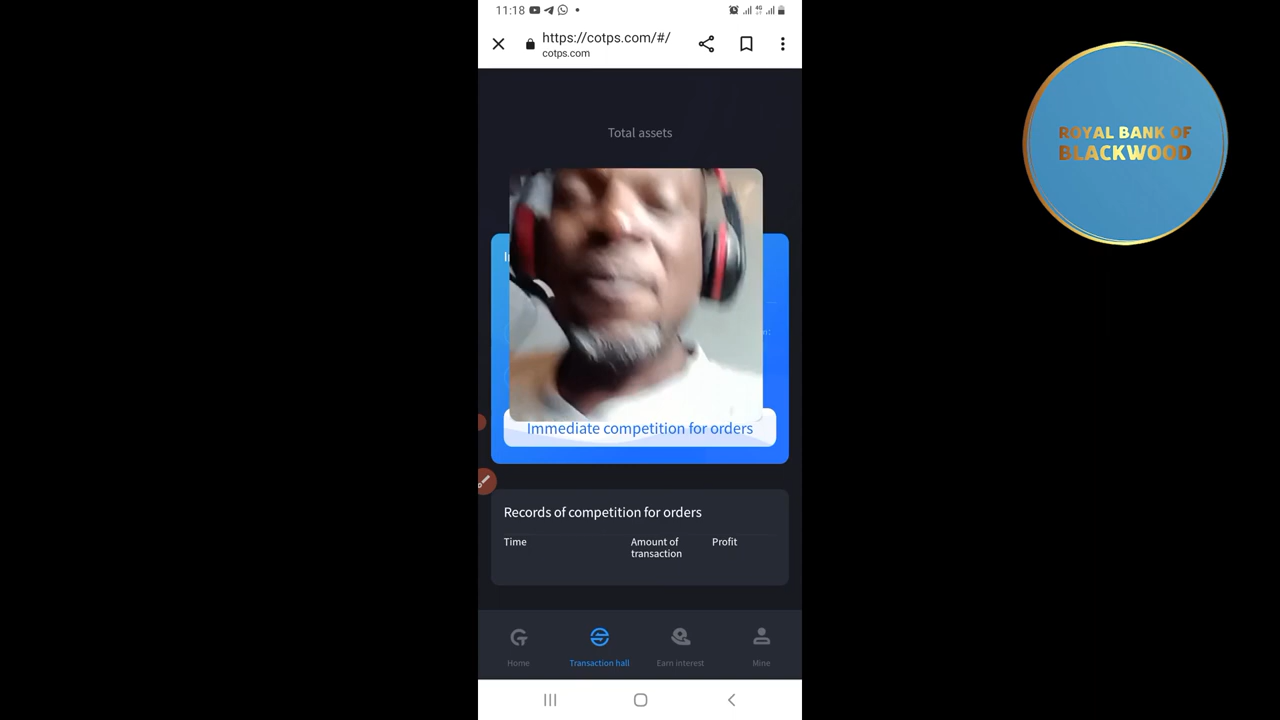 11:18
4G
https://cotps.com/#/
cotps.com
Total assets
Immediate competition for orders
Records of competition for orders
Time
Amount of transaction
Profit
Home
Transaction hall
Earn interest
Mine
ROYAL BANK OF
BLACKWOOD